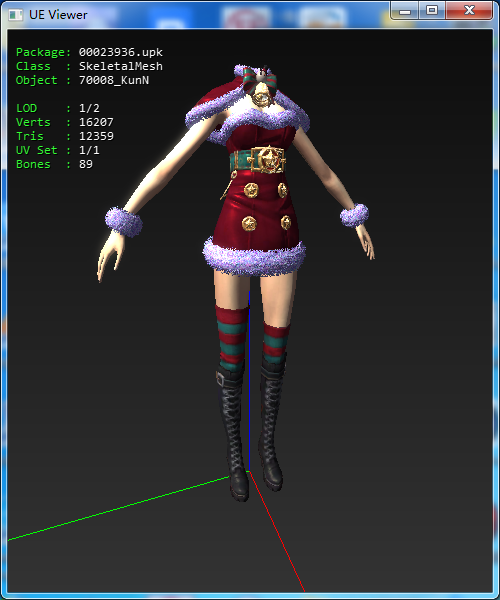 UE Viewer
Package: 00023936.upk
Class : SkeletalMesh
Object : 70008_KunN
LOD : 1/2
Verts : 16207
Tris : 12359
UV Set : 1/1
Bones : 89